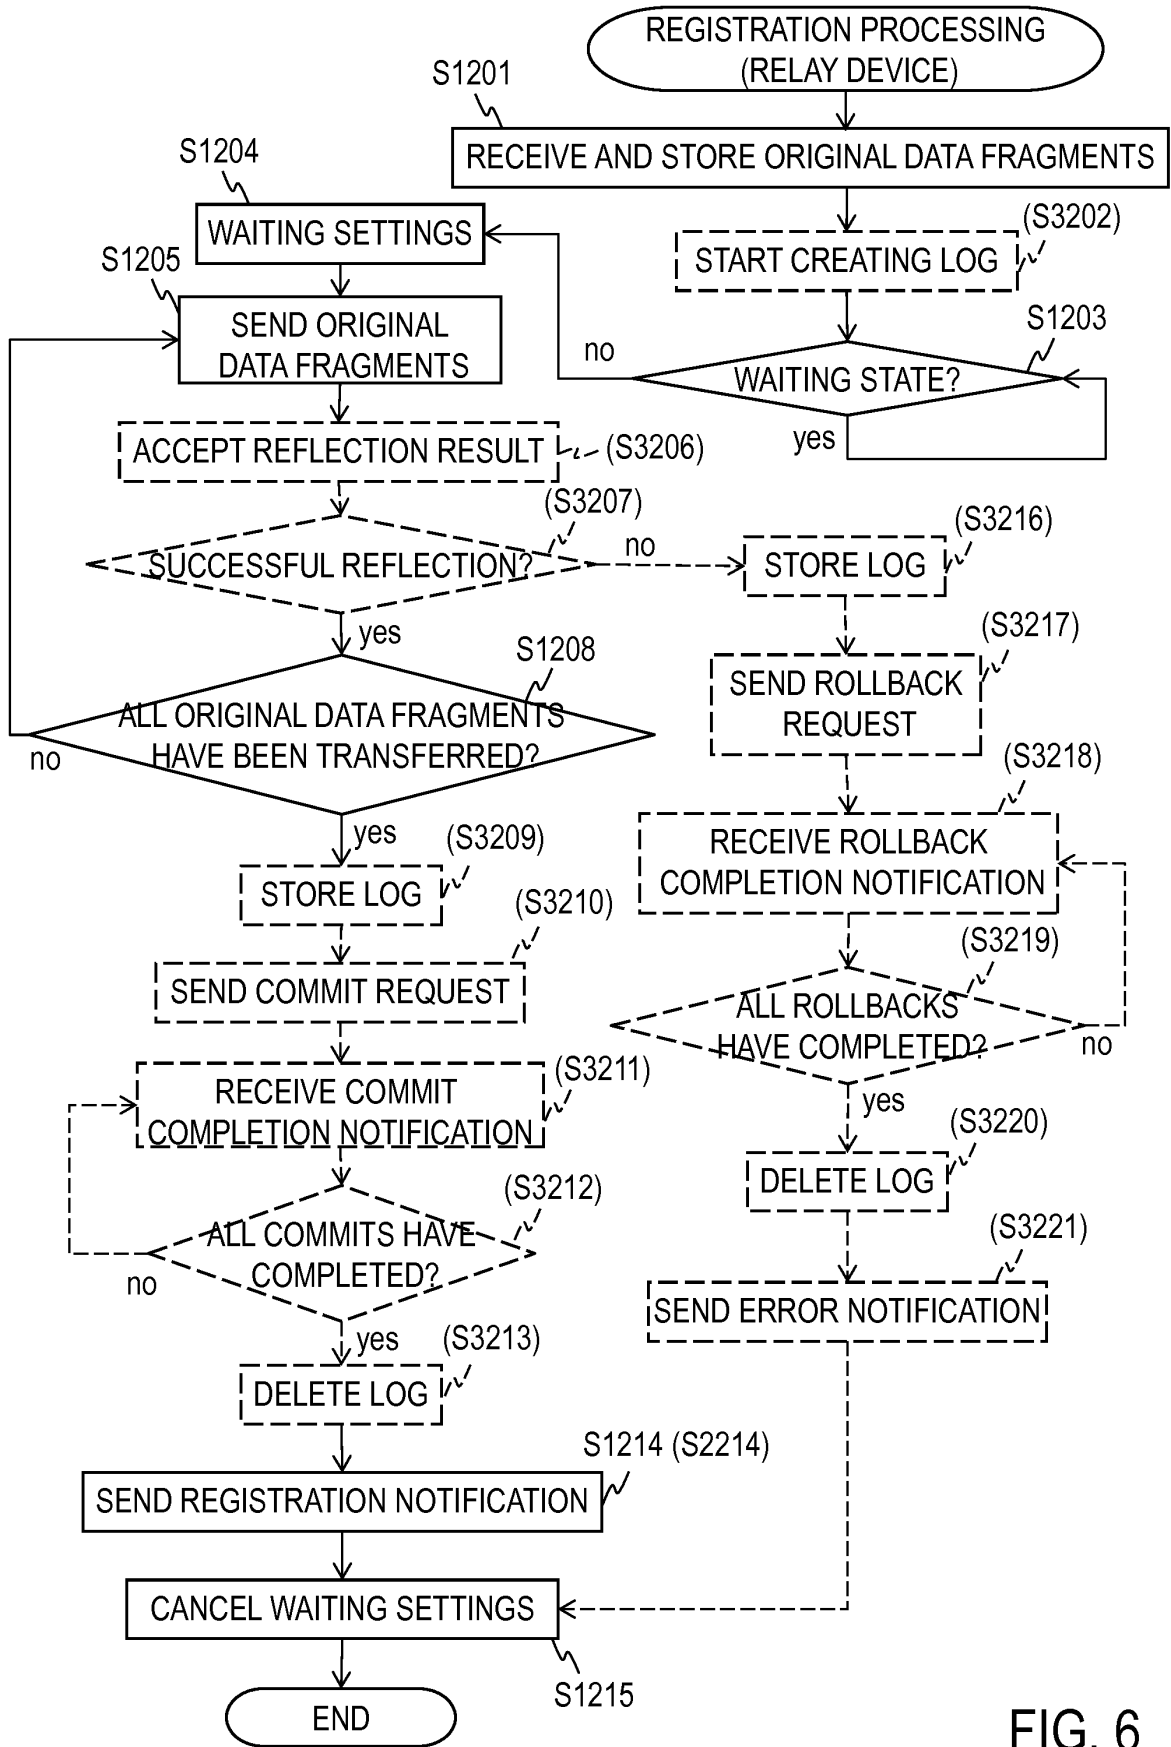 REGISTRATION PROCESSING
(RELAY DEVICE)
S1201
RECEIVE AND STORE ORIGINAL DATA FRAGMENTS
(S3202)
START CREATING LOG
S1203
WAITING STATE?
no
yes
S1204
WAITING SETTINGS
S1205
SEND ORIGINAL
DATA FRAGMENTS
ACCEPT REFLECTION RESULT
(S3206)
(S3207)
SUCCESSFUL REFLECTION?
no
yes
S1208
ALL ORIGINAL DATA FRAGMENTS
HAVE BEEN TRANSFERRED?
no
yes
(S3209)
STORE LOG
(S3210)
SEND COMMIT REQUEST
(S3211)
RECEIVE COMMIT
COMPLETION NOTIFICATION
(S3212)
ALL COMMITS HAVE
COMPLETED?
no
yes
(S3213)
DELETE LOG
S1214 (S2214)
SEND REGISTRATION NOTIFICATION
CANCEL WAITING SETTINGS
S1215
END
(S3216)
STORE LOG
(S3217)
SEND ROLLBACK
REQUEST
(S3218)
RECEIVE ROLLBACK
COMPLETION NOTIFICATION
(S3219)
ALL ROLLBACKS
HAVE COMPLETED?
no
yes
(S3220)
DELETE LOG
(S3221)
SEND ERROR NOTIFICATION
FIG. 6